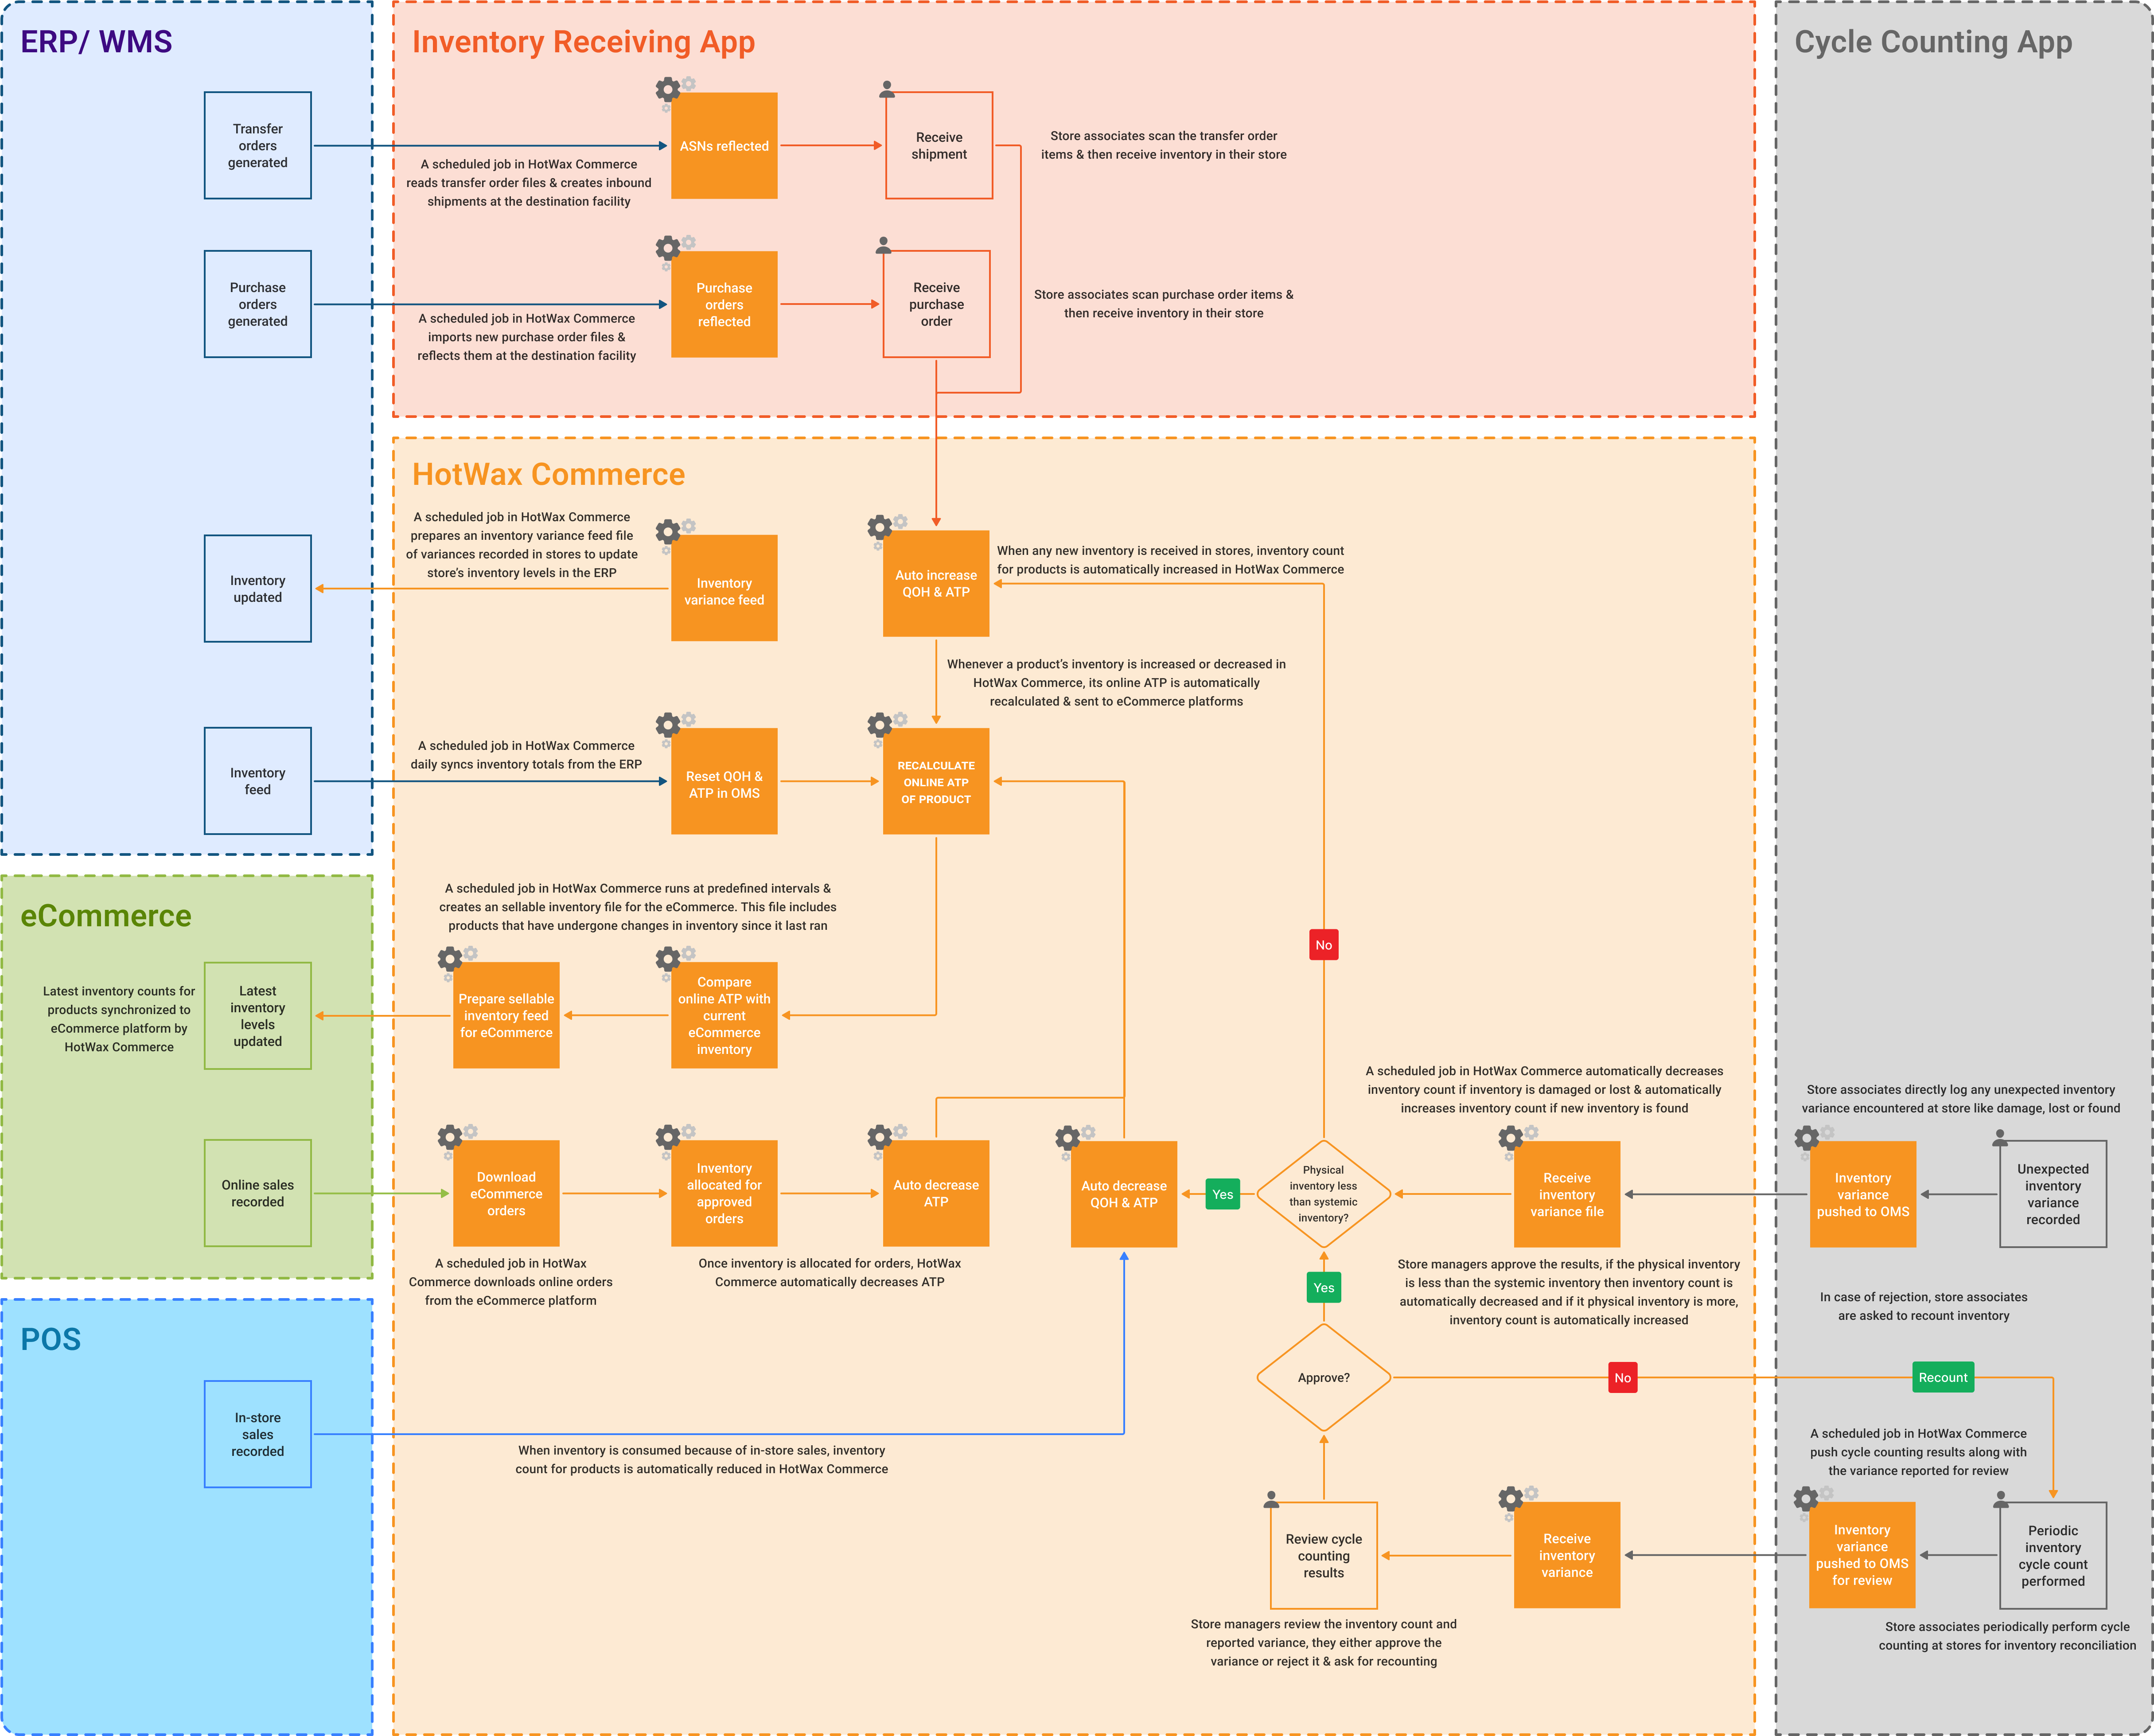 ERP/ WMS
Transfer
orders
generated
Purchase
orders
generated
Inventory
updated
Inventory
feed
eCommerce
Latest inventory counts for
products synchronized to
eCommerce platform by
HotWax Commerce
Latest
inventory
levels
updated
Online sales
recorded
POS
In-store
sales
recorded
Inventory Receiving App
A scheduled job in HotWax Commerce
reads transfer order files & creates inbound
shipments at the destination facility
ASNs reflected
Receive
shipment
Store associates scan the transfer order
items & then receive inventory in their store
A scheduled job in HotWax Commerce
imports new purchase order files &
reflects them at the destination facility
Purchase
orders
reflected
Receive
purchase
order
Store associates scan purchase order items &
then receive inventory in their store
HotWax Commerce
A scheduled job in HotWax Commerce
prepares an inventory variance feed file
of variances recorded in stores to update
store's inventory levels in the ERP
Inventory
variance feed
Auto increase
QOH & ATP
When any new inventory is received in stores, inventory count
for products is automatically increased in HotWax Commerce
Whenever a product's inventory is increased or decreased in
HotWax Commerce, its online ATP is automatically
recalculated & sent to eCommerce platforms
A scheduled job in HotWax Commerce
daily syncs inventory totals from the ERP
Reset QOH &
ATP in OMS
RECALCULATE
ONLINE ATP
OF PRODUCT
A scheduled job in HotWax Commerce runs at predefined intervals &
creates an sellable inventory file for the eCommerce. This file includes
products that have undergone changes in inventory since it last ran
Prepare sellable
inventory feed
for eCommerce
Compare
online ATP with
current
eCommerce
inventory
No
A scheduled job in HotWax Commerce automatically decreases
inventory count if inventory is damaged or lost & automatically
increases inventory count if new inventory is found
Download
eCommerce
orders
Inventory
allocated for
approved
orders
Auto decrease
ATP
Auto decrease
QOH & ATP
Yes
Physical
inventory less
than systemic
inventory?
Receive
inventory
variance file
A scheduled job in HotWax
Commerce downloads online orders
from the eCommerce platform
Once inventory is allocated for orders, HotWax
Commerce automatically decreases ATP
Yes
Store managers approve the results, if the physical inventory
is less than the systemic inventory then inventory count is
automatically decreased and if it physical inventory is more,
inventory count is automatically increased
Approve?
No
When inventory is consumed because of in-store sales, inventory
count for products is automatically reduced in HotWax Commerce
Review cycle
counting
results
Receive
inventory
variance
Store managers review the inventory count and
reported variance, they either approve the
variance or reject it & ask for recounting
Cycle Counting App
Store associates directly log any unexpected inventory
variance encountered at store like damage, lost or found
Inventory
variance
pushed to OMS
Unexpected
inventory
variance
recorded
In case of rejection, store associates
are asked to recount inventory
Recount
A scheduled job in HotWax Commerce
push cycle counting results along with
the variance reported for review
Inventory
variance
pushed to OMS
for review
Periodic
inventory
cycle count
performed
Store associates periodically perform cycle
counting at stores for inventory reconciliation